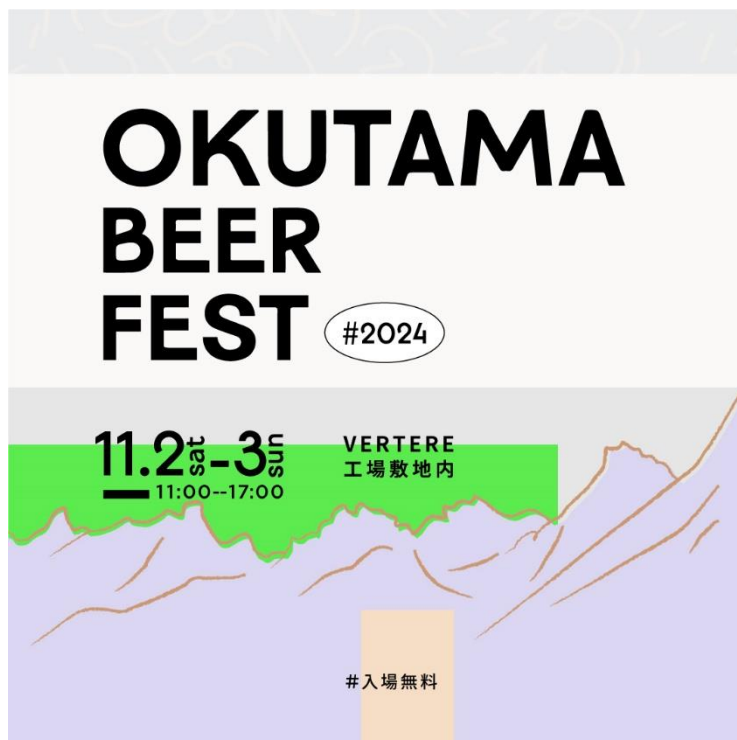 OKUTAMA
BEER
FEST #2024
11.2sat-3sun
11:00--17:00
VERTERE
工場敷地内
#入場無料